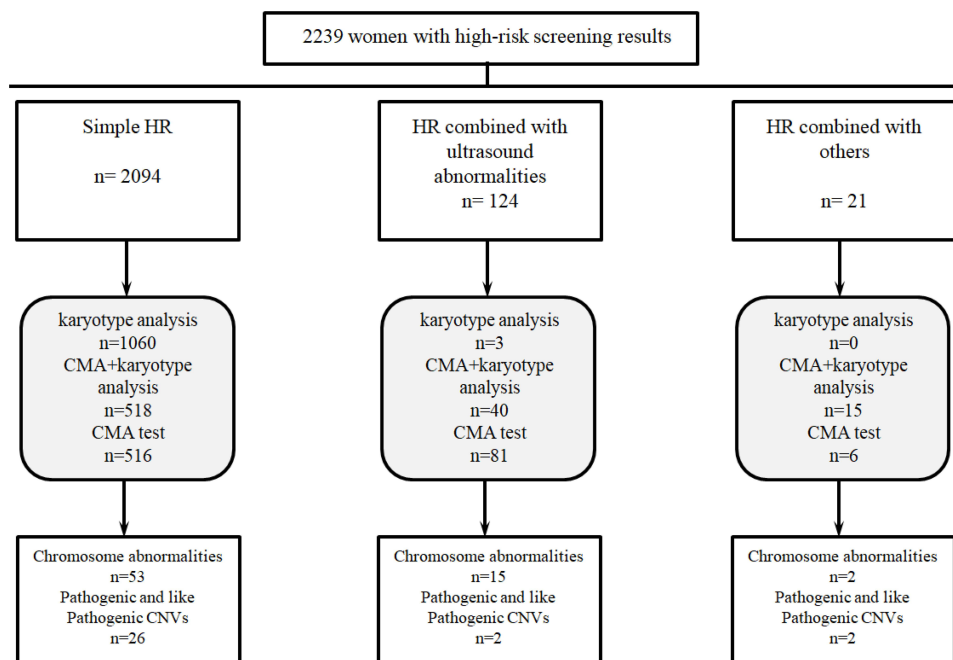 2239 women with high-risk screening results
Simple HR
n= 2094
HR combined with
ultrasound
abnormalities
n= 124
HR combined with
others
n= 21
karyotype analysis
n=1060
CMA+karyotype
analysis
n=518
CMA test
n=516
karyotype analysis
n=3
CMA+karyotype
analysis
n=40
CMA test
n=81
karyotype analysis
n=0
CMA+karyotype
analysis
n=15
CMA test
n=6
Chromosome abnormalities
n=53
Pathogenic and like
Pathogenic CNVs
n=26
Chromosome abnormalities
n=15
Pathogenic and like
Pathogenic CNVs
n=2
Chromosome abnormalities
n=2
Pathogenic and like
Pathogenic CNVs
n=2